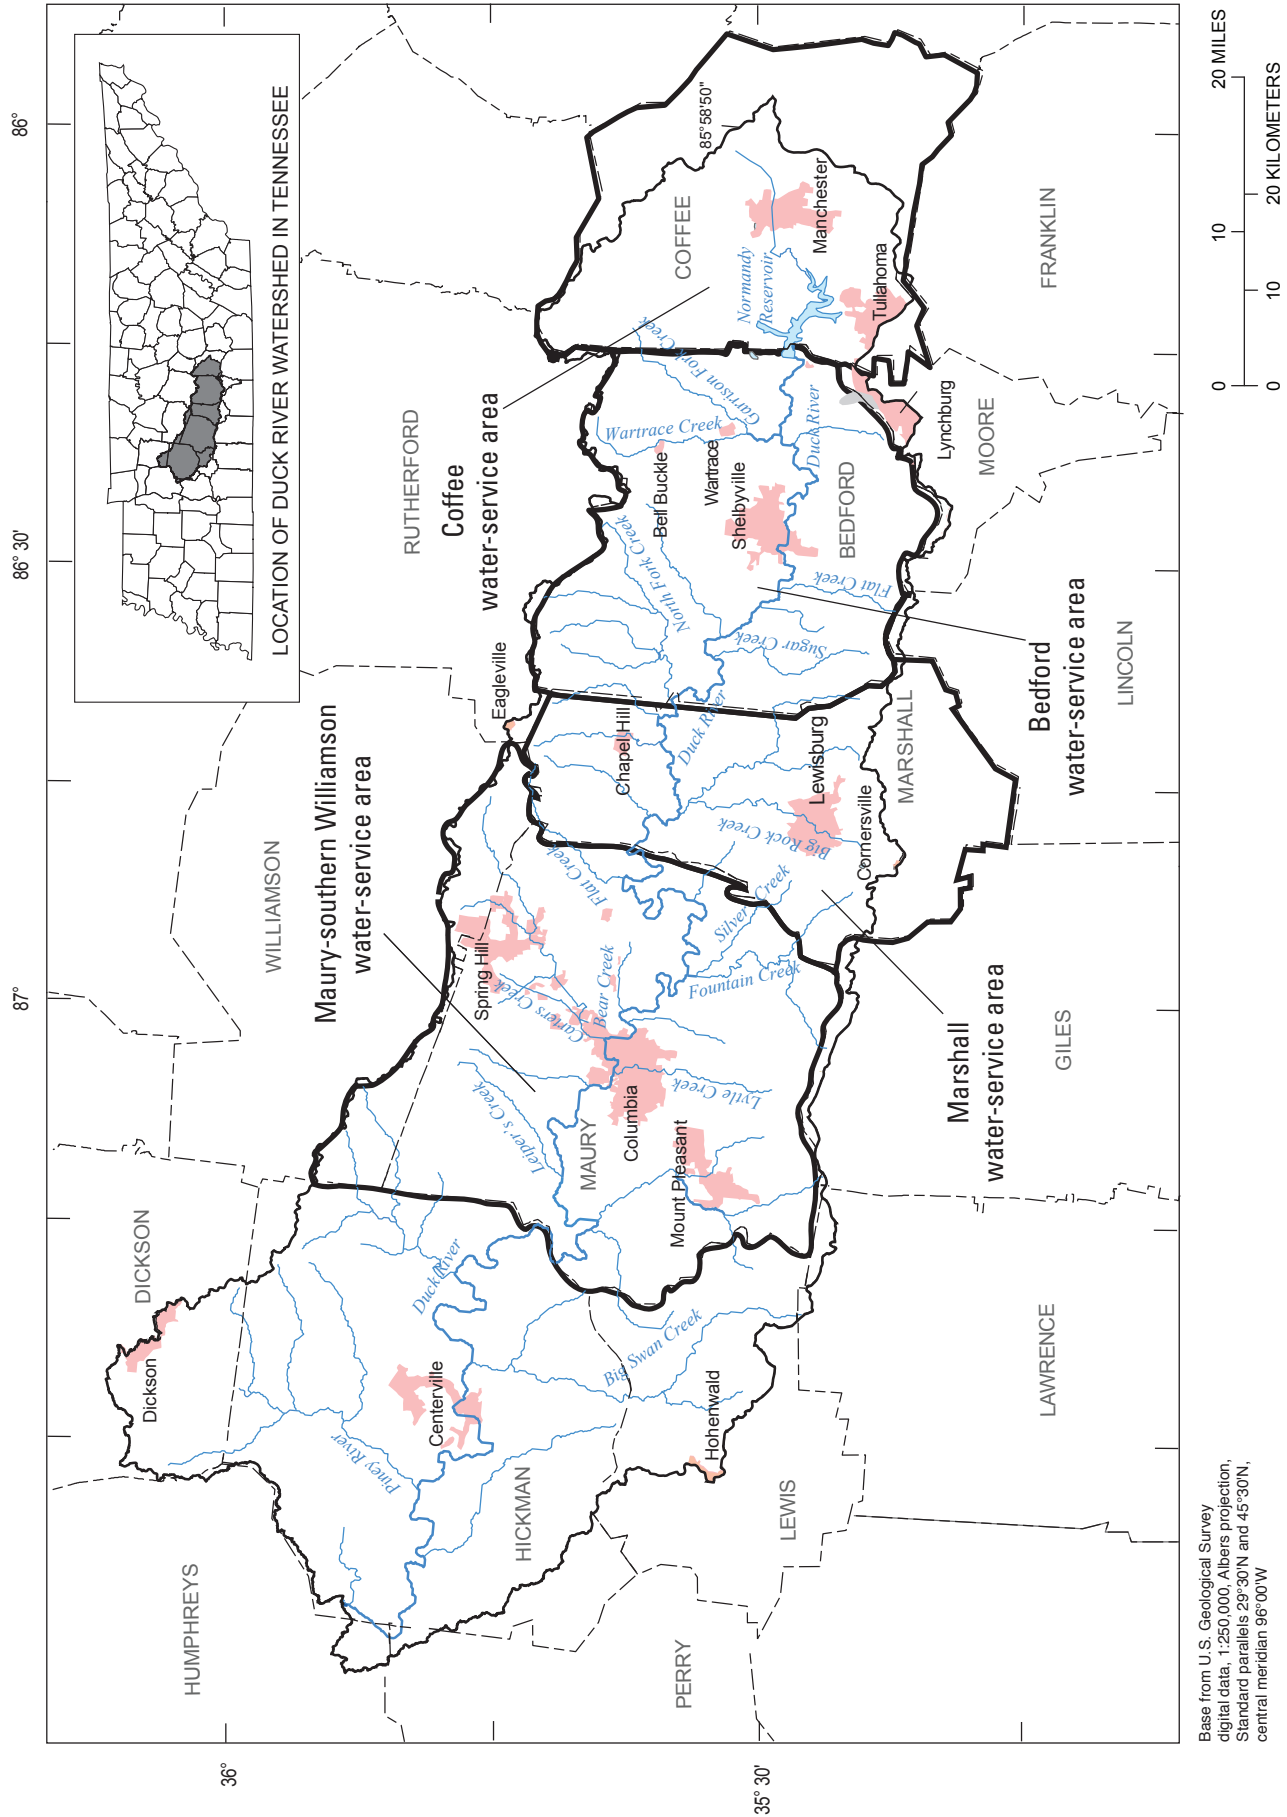 87°
86° 30'
86°
36°
35° 30'
LOCATION OF DUCK RIVER WATERSHED IN TENNESSEE
HUMPHREYS
DICKSON
Dickson
WILLIAMSON
Maury-southern Williamson
water-service area
RUTHERFORD
Coffee
water-service area
Eagleville
COFFEE
85°58'50"
Piney River
Centerville
Duck River
HICKMAN
Leiper's Creek
Spring Hill
Carters Creek
Bear Creek
Flat Creek
MAURY
Columbia
Lytle Creek
Mount Pleasant
Big Swan Creek
Hohenwald
PERRY
LEWIS
Fountain Creek
Silver Creek
Chapel Hill
Duck River
Big Rock Creek
Lewisburg
Cornersville
MARSHALL
North Fork Creek
Sugar Creek
Flat Creek
Bell Buckle
Wartrace Creek
Wartrace
Garrison Fork Creek
Shelbyville
Duck River
BEDFORD
Normandy
Reservoir
Manchester
Tullahoma
Lynchburg
MOORE
FRANKLIN
LINCOLN
Bedford
water-service area
Marshall
water-service area
GILES
LAWRENCE
Base from U.S. Geological Survey
digital data, 1:250,000, Albers projection,
Standard parallels 29°30'N and 45°30'N,
central meridian 96°00'W
0 10 20 MILES
0 10 20 KILOMETERS